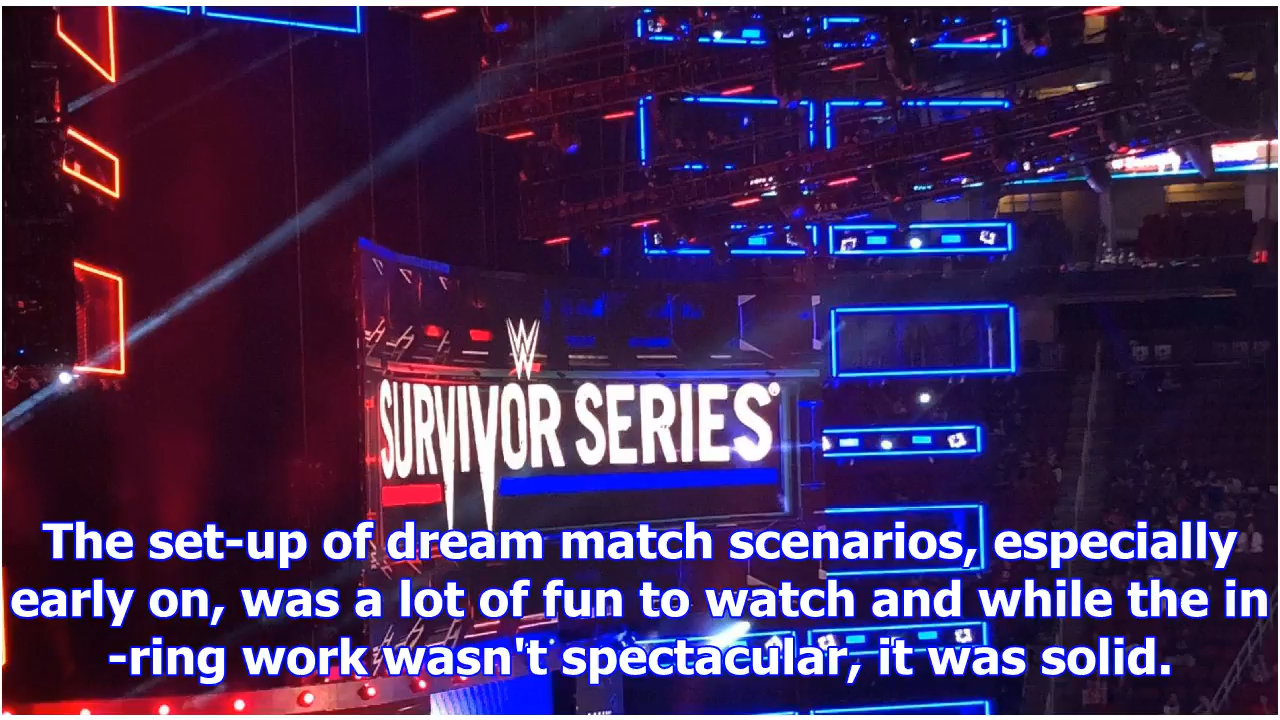 W
SURVIVOR SERIES®
The set-up of dream match scenarios, especially
early on, was a lot of fun to watch and while the in
-ring work wasn't spectacular, it was solid.